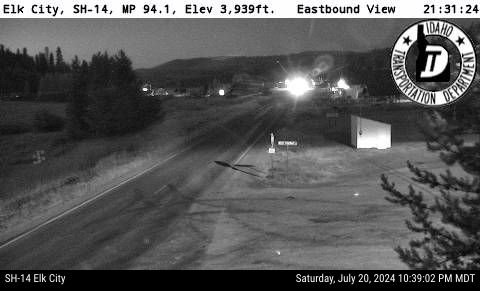 Elk City, SH-14, MP 94.1, Elev 3,939ft. Eastbound View 21:31:24
IDAHO
TRANSPORTATION DEPARTMENT
SH-14 Elk City Saturday, July 20, 2024 10:39:02 PM MDT